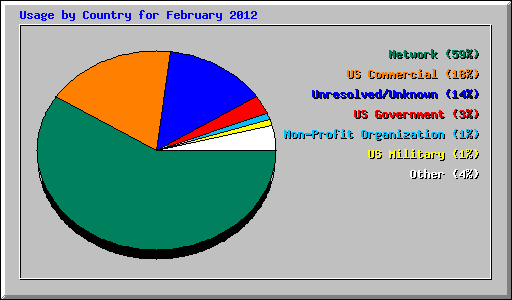 Usage by Country for February 2012
Network (59%)
US Commercial (18%)
Unresolved/Unknown (14%)
US Government (3%)
Non-Profit Organization (1%)
US Military (1%)
Other (4%)